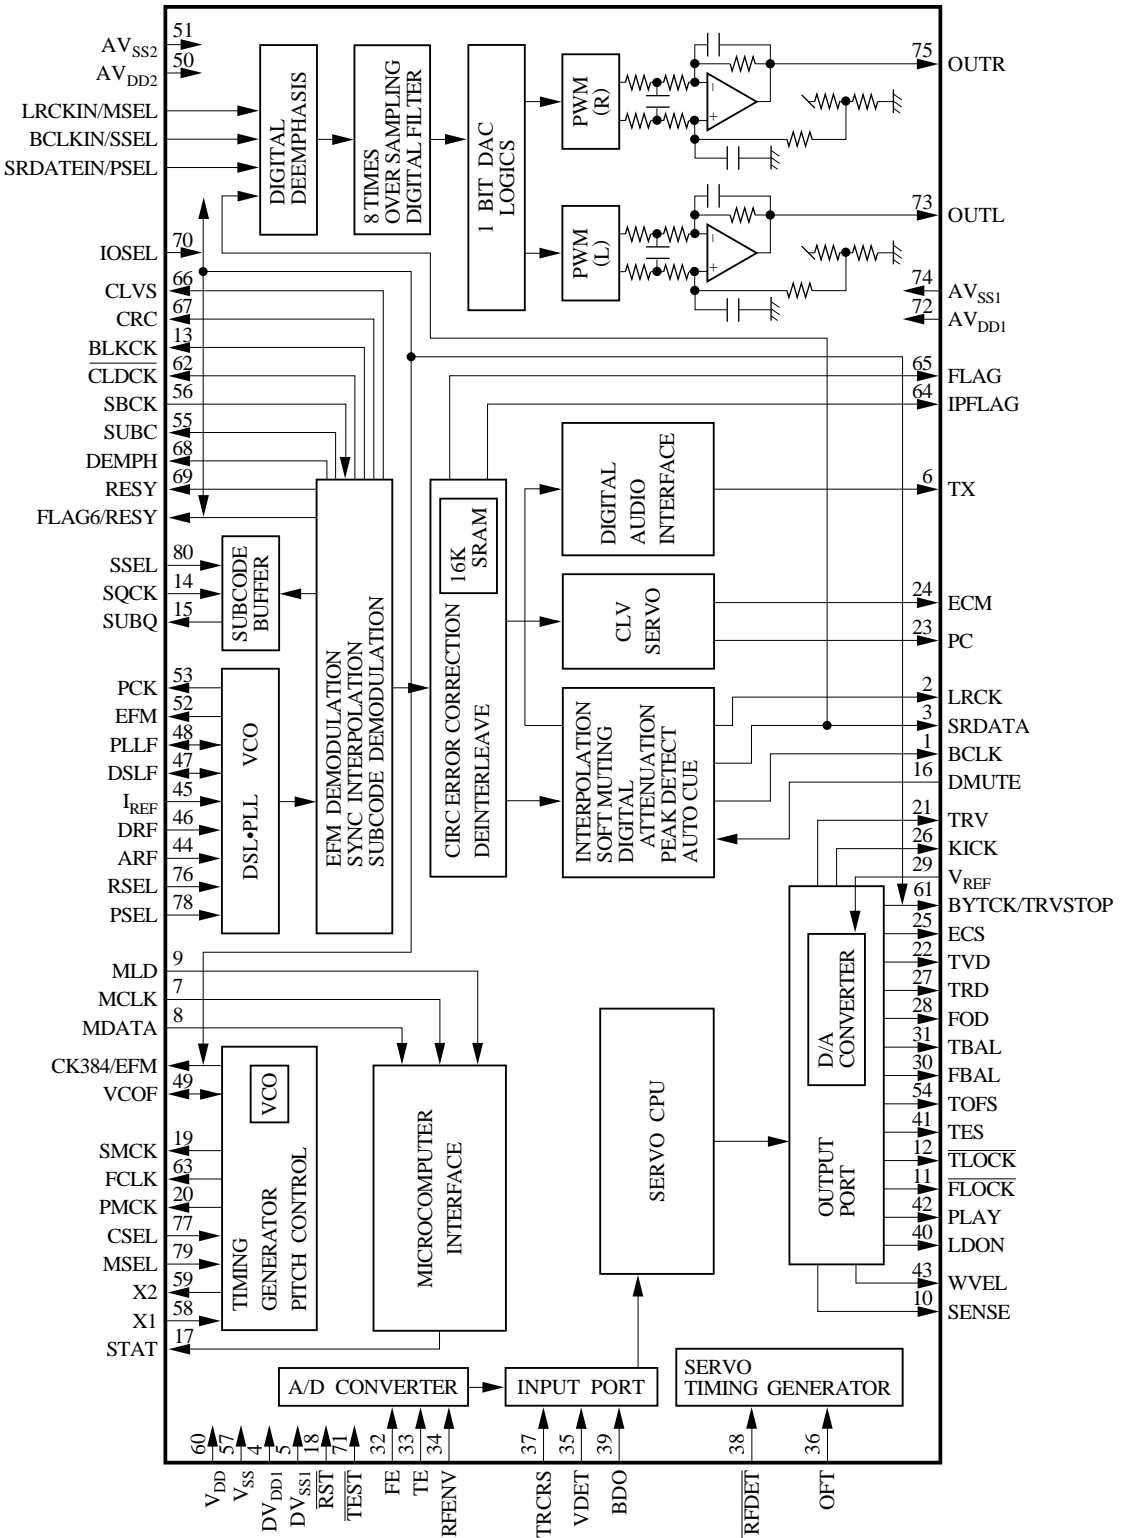 51
AVSS2
50
AVDD2
LRCKIN/MSEL
BCLKIN/SSEL
SRDATEIN/PSEL
70
IOSEL
66
CLVS
67
CRC
13
BLKCK
62
CLDCK
56
SBCK
55
SUBC
68
DEMPH
69
RESY
FLAG6/RESY
80
SSEL
14
SQCK
15
SUBQ
53
PCK
52
EFM
48
PLLF
47
DSLF
45
IREF
46
DRF
44
ARF
76
RSEL
78
PSEL
9
MLD
7
MCLK
8
MDATA
CK384/EFM
49
VCOF
19
SMCK
63
FCLK
20
PMCK
77
CSEL
79
MSEL
59
X2
58
X1
17
STAT
DIGITAL
DEEMPHASIS
8 TIMES
OVER SAMPLING
DIGITAL FILTER
1 BIT DAC
LOGICS
PWM
(R)
-
+
PWM
(L)
-
+
SUBCODE
BUFFER
DSL•PLL VCO
EFM DEMODULATION
SYNC INTERPOLATION
SUBCODE DEMODULATION
16K
SRAM
CIRC ERROR CORRECTION
DEINTERLEAVE
DIGITAL
AUDIO
INTERFACE
CLV
SERVO
INTERPOLATION
SOFT MUTING
DIGITAL
ATTENUATION
PEAK DETECT
AUTO CUE
VCO
TIMING
GENERATOR
PITCH CONTROL
MICROCOMPUTER
INTERFACE
SERVO CPU
D/A
CONVERTER
OUTPUT
PORT
A/D CONVERTER
INPUT PORT
SERVO
TIMING GENERATOR
75
OUTR
73
OUTL
74
AVSS1
72
AVDD1
65
FLAG
64
IPFLAG
6
TX
24
ECM
23
PC
2
LRCK
3
SRDATA
1
BCLK
16
DMUTE
21
TRV
26
KICK
29
VREF
61
BYTCK/TRVSTOP
25
ECS
22
TVD
27
TRD
28
FOD
31
TBAL
30
FBAL
54
TOFS
41
TES
12
TLOCK
11
FLOCK
42
PLAY
40
LDON
43
WVEL
10
SENSE
60
VDD
57
VSS
4
DVDD1
5
DVSS1
18
RST
71
TEST
32
FE
33
TE
34
RFENV
37
TRCRS
35
VDET
39
BDO
38
RFDET
36
OFT